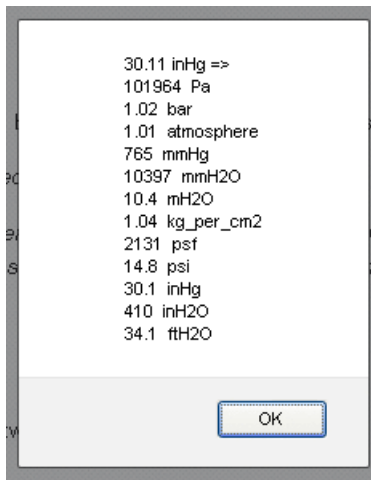 30.11 inHg =>
101964 Pa
1.02 bar
1.01 atmosphere
765 mmHg
10397 mmH2O
10.4 mH2O
1.04 kg_per_cm2
2131 psf
14.8 psi
30.1 inHg
410 inH2O
34.1 ftH2O
OK